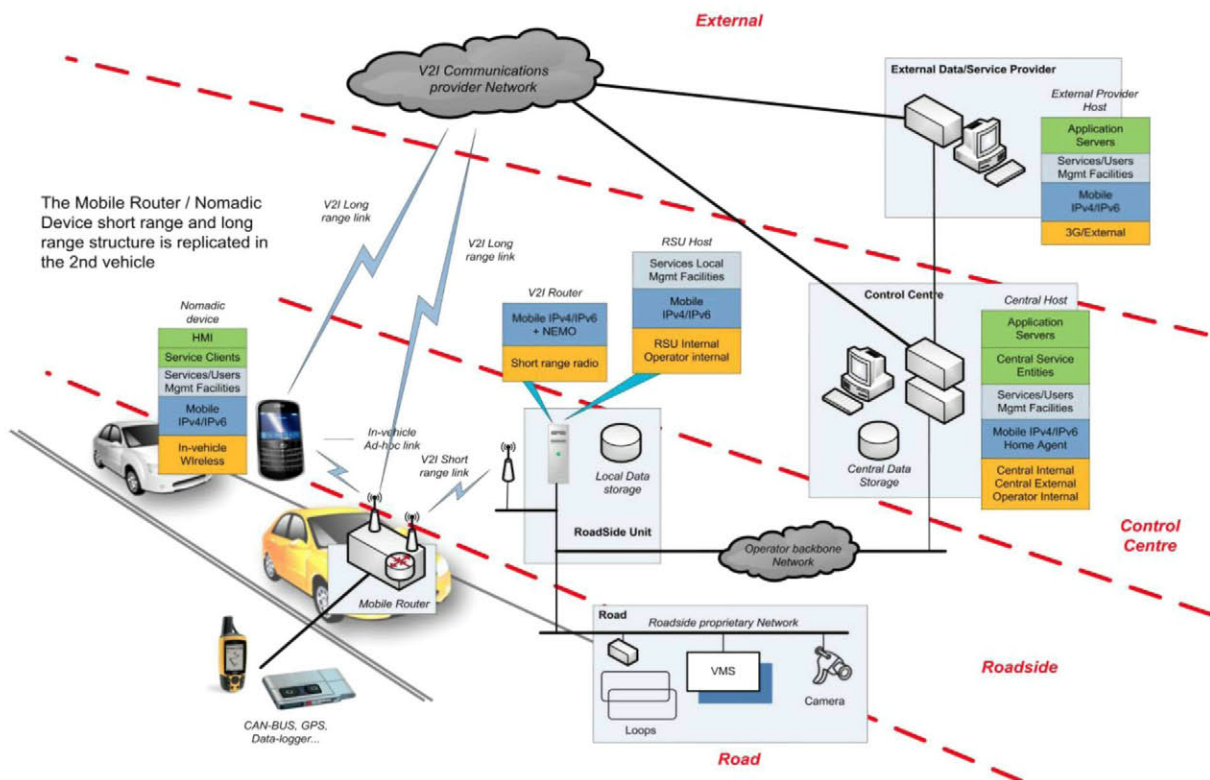 External
V2I Communications
provider Network
External Data/Service Provider
External Provider
Host
Application
Servers
Services/Users
Mgmt Facilities
Mobile
IPv4/IPv6
3G/External
The Mobile Router / Nomadic
Device short range and long
range structure is replicated in
the 2nd vehicle
V2I Long
range link
V2I Long
range link
RSU Host
Services Local
Mgmt Facilities
Mobile
IPv4/IPv6
RSU Internal
Operator internal
V2I Router
Mobile IPv4/IPv6
+ NEMO
Short range radio
Nomadic
device
HMI
Service Clients
Services/Users
Mgmt Facilities
Mobile
IPv4/IPv6
In-vehicle
WIreless
Control Centre
Central Host
Application
Servers
Central Service
Entities
Services/Users
Mgmt Facilities
Mobile IPv4/IPv6
Home Agent
Central Internal
Central External
Operator Internal
Central Data
Storage
In-vehicle
Ad-hoc link
V2I Short
range link
Local Data
storage
RoadSide Unit
Control
Centre
Operator backbone
Network
Mobile Router
Road
Roadside proprietary Network
VMS
Loops
Camera
Roadside
CAN-BUS, GPS,
Data-logger...
Road